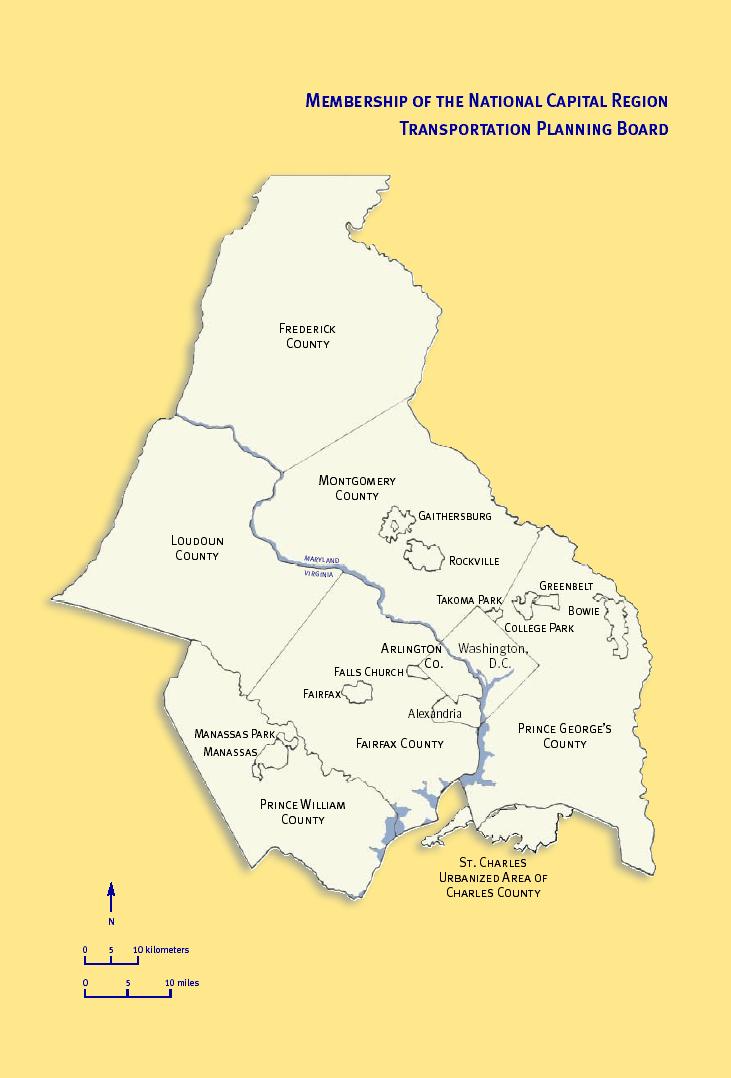 Membership of the National Capital Region
Transportation Planning Board
Frederick
County
Montgomery
County
Gaithersburg
Loudoun
County
Rockville
MARYLAND
VIRGINIA
Greenbelt
Takoma Park
Bowie
College Park
Arlington
Co.
Washington,
D.C.
Falls Church
Fairfax
Alexandria
Prince George's
County
Manassas Park
Manassas
Fairfax County
Prince William
County
St. Charles
Urbanized Area of
Charles County
N
0 5 10 kilometers
0 5 10 miles